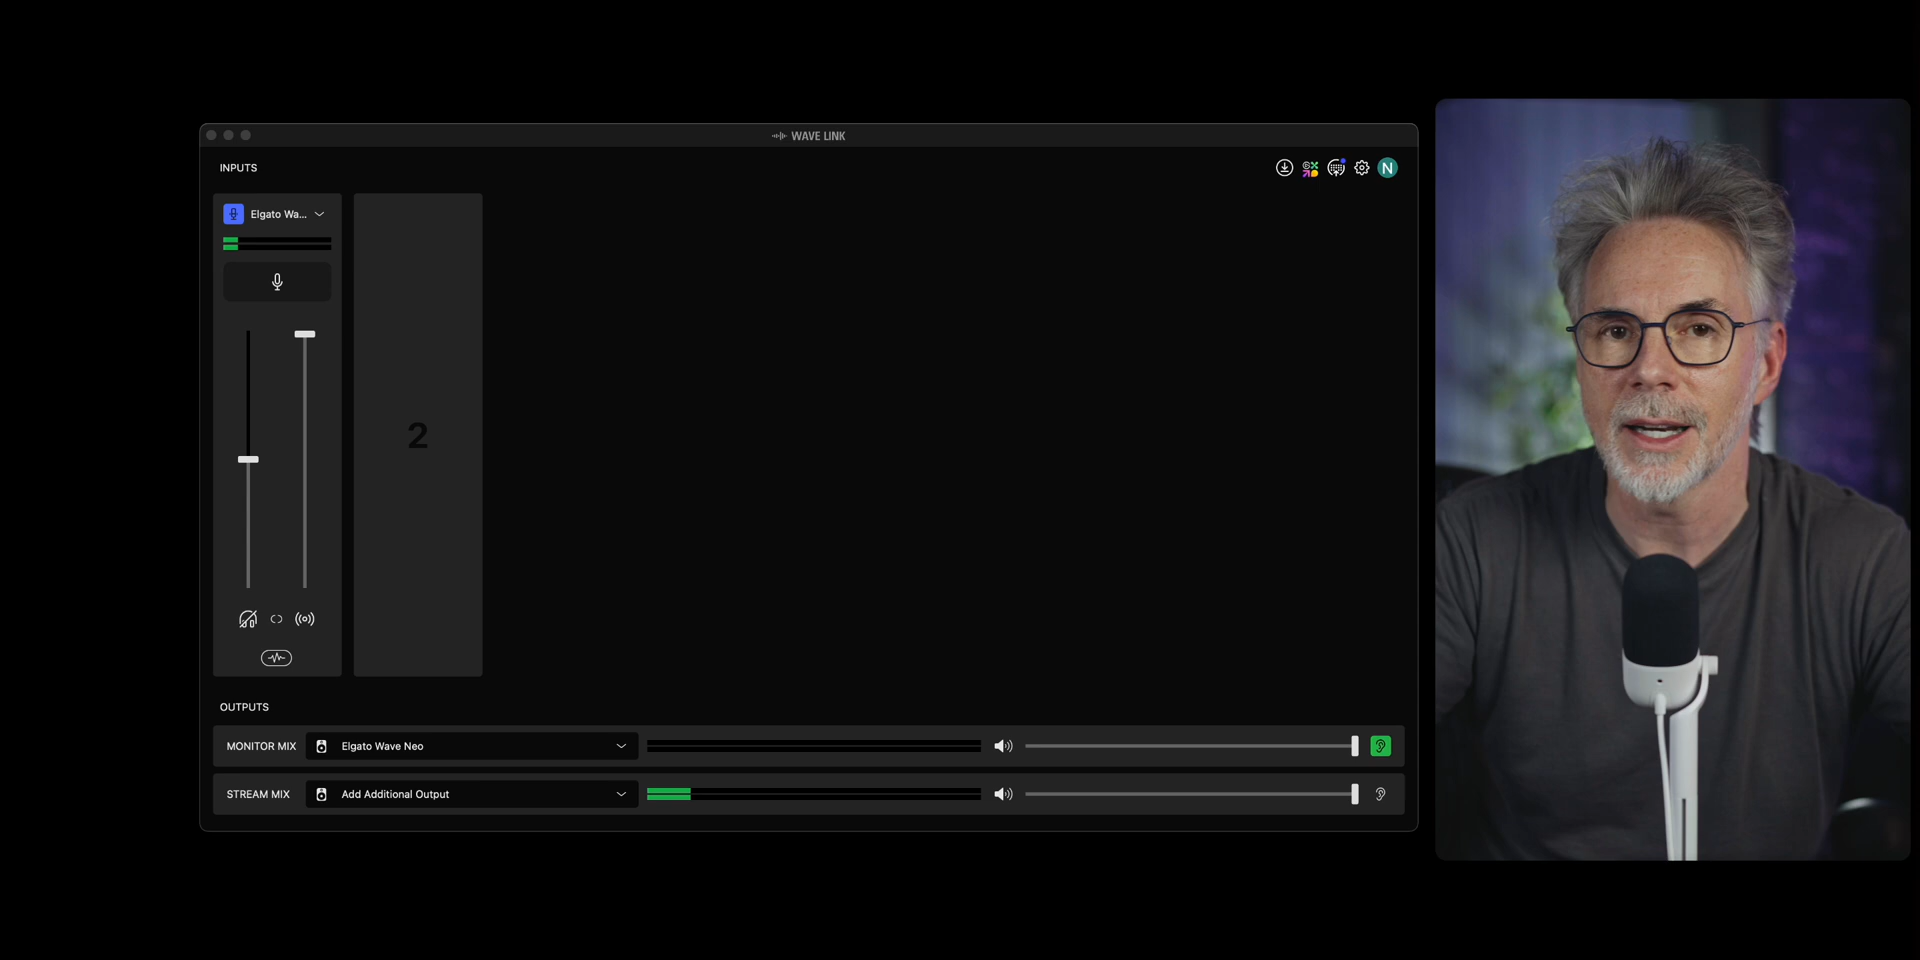 WAVE LINK
INPUTS
N
Elgato Wa...
2
OUTPUTS
MONITOR MIX
Elgato Wave Neo
STREAM MIX
Add Additional Output